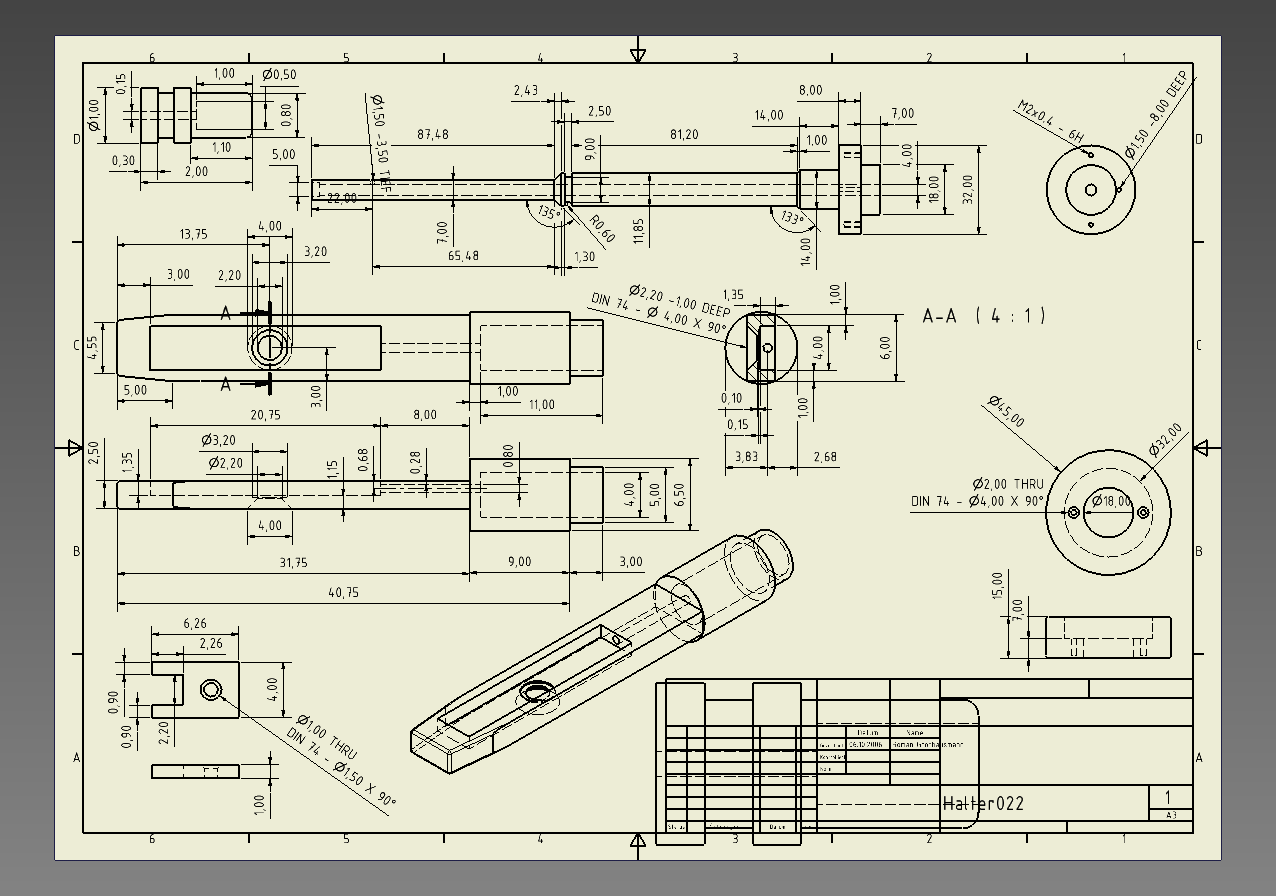 6 5 4 3 2 1
1,00 Ø0,50
0,15
Ø1,00
0,80
1,10
0,30
2,00
Ø1,50 -3,50 TIEF
2,43
2,50
8,00
14,00
7,00
87,48
81,20
1,00
5,00
9,00
4,00
18,00
32,00
22,00
135°
R0,60
133°
7,00
11,85
14,00
65,48
1,30
M2x0.4 - 6H
Ø1,50 -8,00 DEEP
D D
4,00
13,75
3,20
3,00
2,20
A
4,55
A
5,00
3,00
1,00
11,00
C C
Ø2,20 -1,00 DEEP
DIN 74 - Ø 4,00 X 90°
1,35
1,00
4,00
6,00
0,10
1,00
0,15
3,83
2,68
A-A ( 4 : 1 )
20,75
8,00
2,50
Ø3,20
1,35
Ø2,20
1,15
0,68
0,28
0,80
4,00
5,00
6,50
4,00
31,75
9,00
3,00
40,75
Ø45,00
Ø32,00
Ø2,00 THRU
DIN 74 - Ø4,00 X 90°
Ø18,00
B B
15,00
7,00
6,26
2,26
0,90
4,00
0,90
2,20
Ø1,00 THRU
DIN 74 - Ø1,50 X 90°
1,00
A A
Datum Name
06.10.2006 Roman Grothausmann
Halter022
1
A3
Status Datum
6 5 4 3 2 1